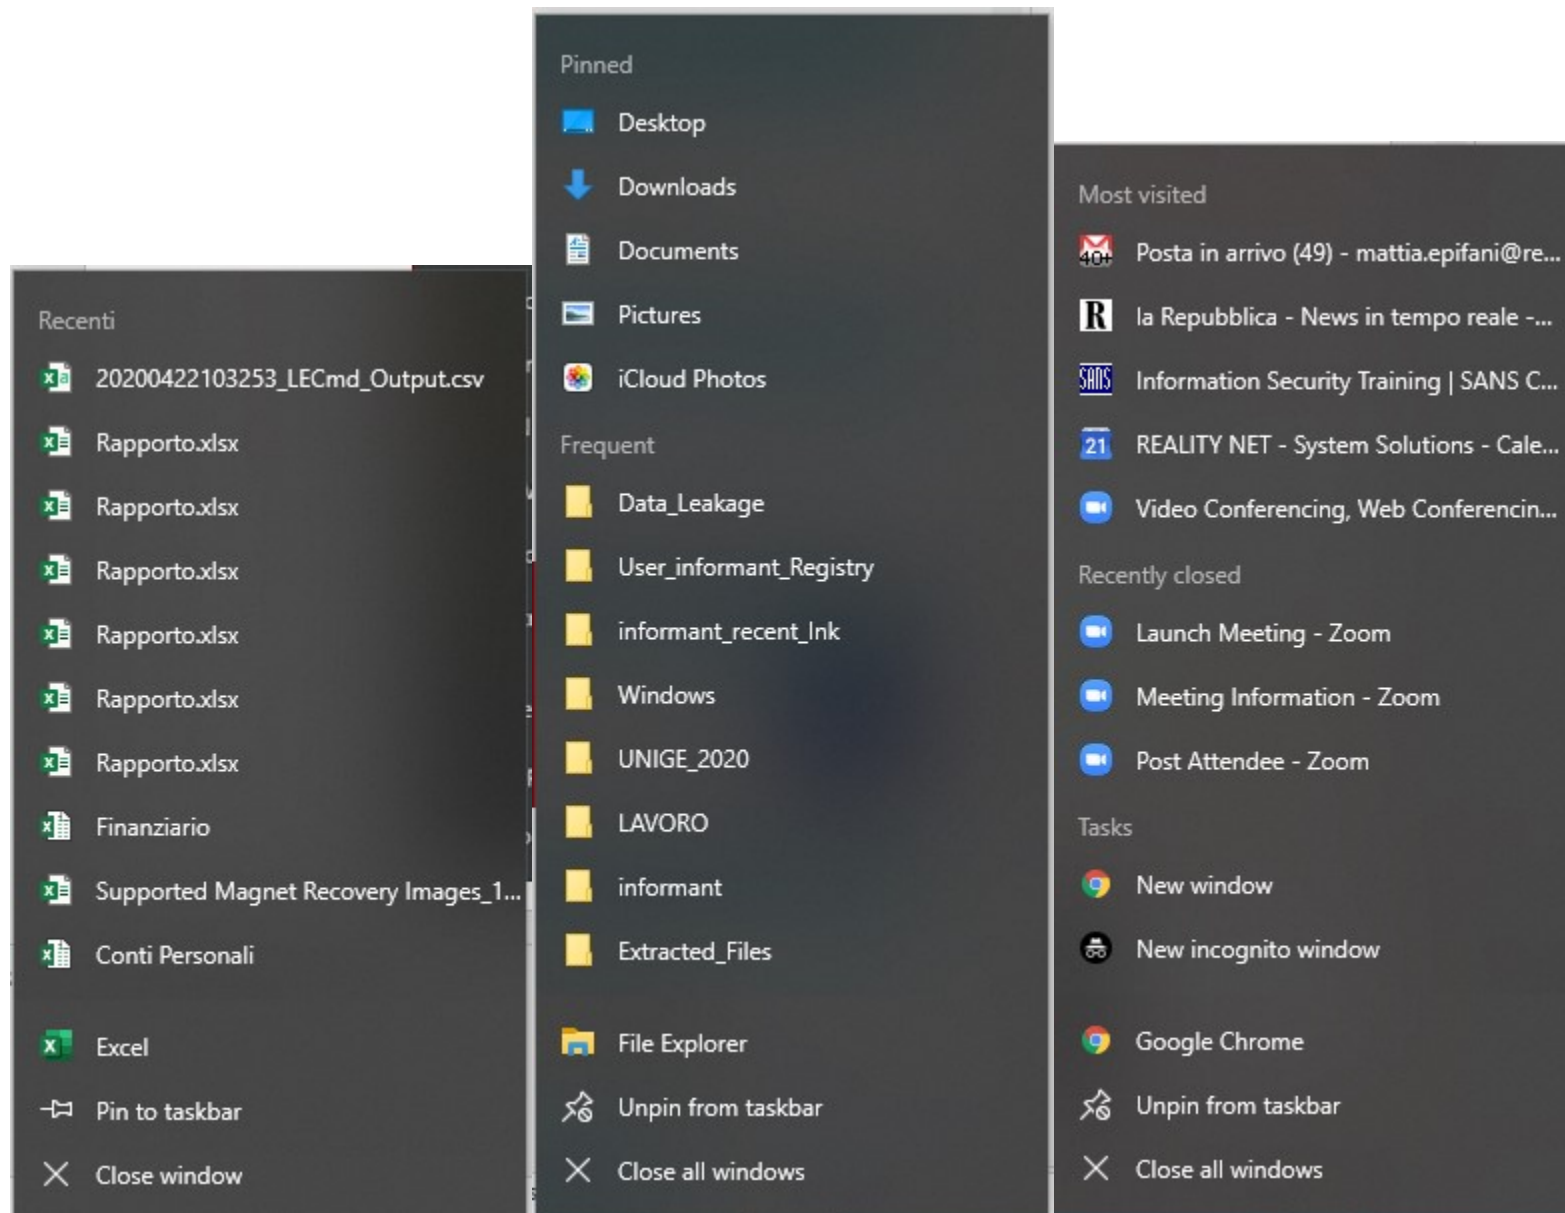 Recenti
20200422103253_LECmd_Output.csv
Rapporto.xlsx
Rapporto.xlsx
Rapporto.xlsx
Rapporto.xlsx
Rapporto.xlsx
Rapporto.xlsx
Finanziario
Supported Magnet Recovery Images_1...
Conti Personali
Excel
Pin to taskbar
Close window
Pinned
Desktop
Downloads
Documents
Pictures
iCloud Photos
Frequent
Data_Leakage
User_informant_Registry
informant_recent_lnk
Windows
UNIGE_2020
LAVORO
informant
Extracted_Files
File Explorer
Unpin from taskbar
Close all windows
Most visited
40+
Posta in arrivo (49) - mattia.epifani@re...
R
la Repubblica - News in tempo reale -...
SANS
Information Security Training | SANS C...
21
REALITY NET - System Solutions - Cale...
Video Conferencing, Web Conferencin...
Recently closed
Launch Meeting - Zoom
Meeting Information - Zoom
Post Attendee - Zoom
Tasks
New window
New incognito window
Google Chrome
Unpin from taskbar
Close all windows